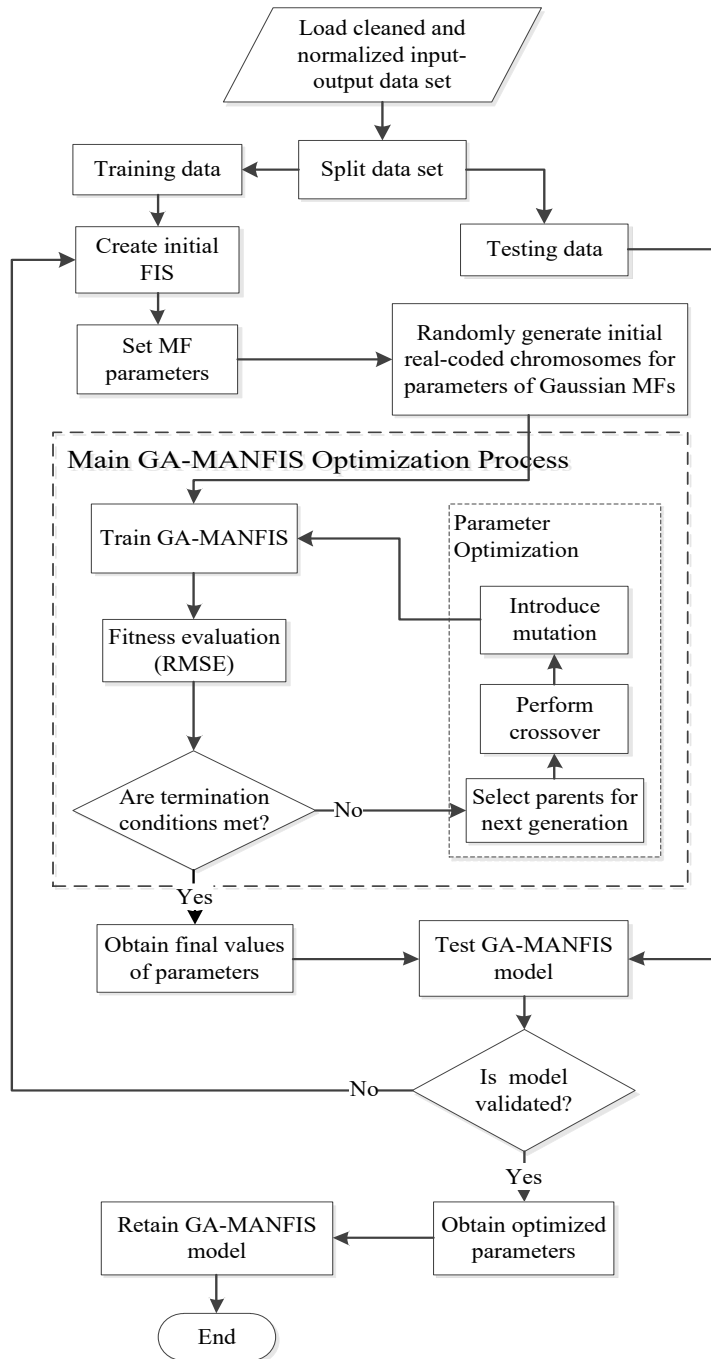 Load cleaned and
normalized input-
output data set
Split data set
Training data
Testing data
Create initial
FIS
Set MF
parameters
Randomly generate initial
real-coded chromosomes for
parameters of Gaussian MFs
Main GA-MANFIS Optimization Process
Train GA-MANFIS
Parameter
Optimization
Introduce
mutation
Fitness evaluation
(RMSE)
Perform
crossover
Are termination
conditions met?
No
Select parents for
next generation
Yes
Obtain final values
of parameters
Test GA-MANFIS
model
Is model
validated?
No
Yes
Obtain optimized
parameters
Retain GA-MANFIS
model
End